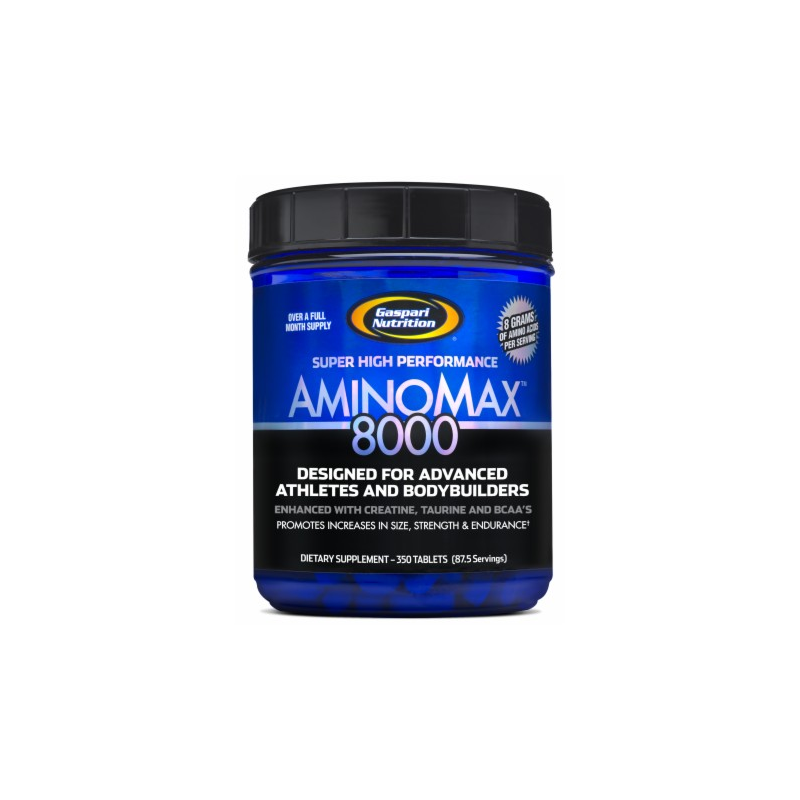 OVER A FULL
MONTH SUPPLY
Gaspari
Nutrition
®
8 GRAMS
OF AMINO ACIDS
PER SERVING
SUPER HIGH PERFORMANCE
AMINOMAX™
8000
DESIGNED FOR ADVANCED
ATHLETES AND BODYBUILDERS
ENHANCED WITH CREATINE, TAURINE AND BCAA'S
PROMOTES INCREASES IN SIZE, STRENGTH & ENDURANCE†
DIETARY SUPPLEMENT – 350 TABLETS (87.5 Servings)